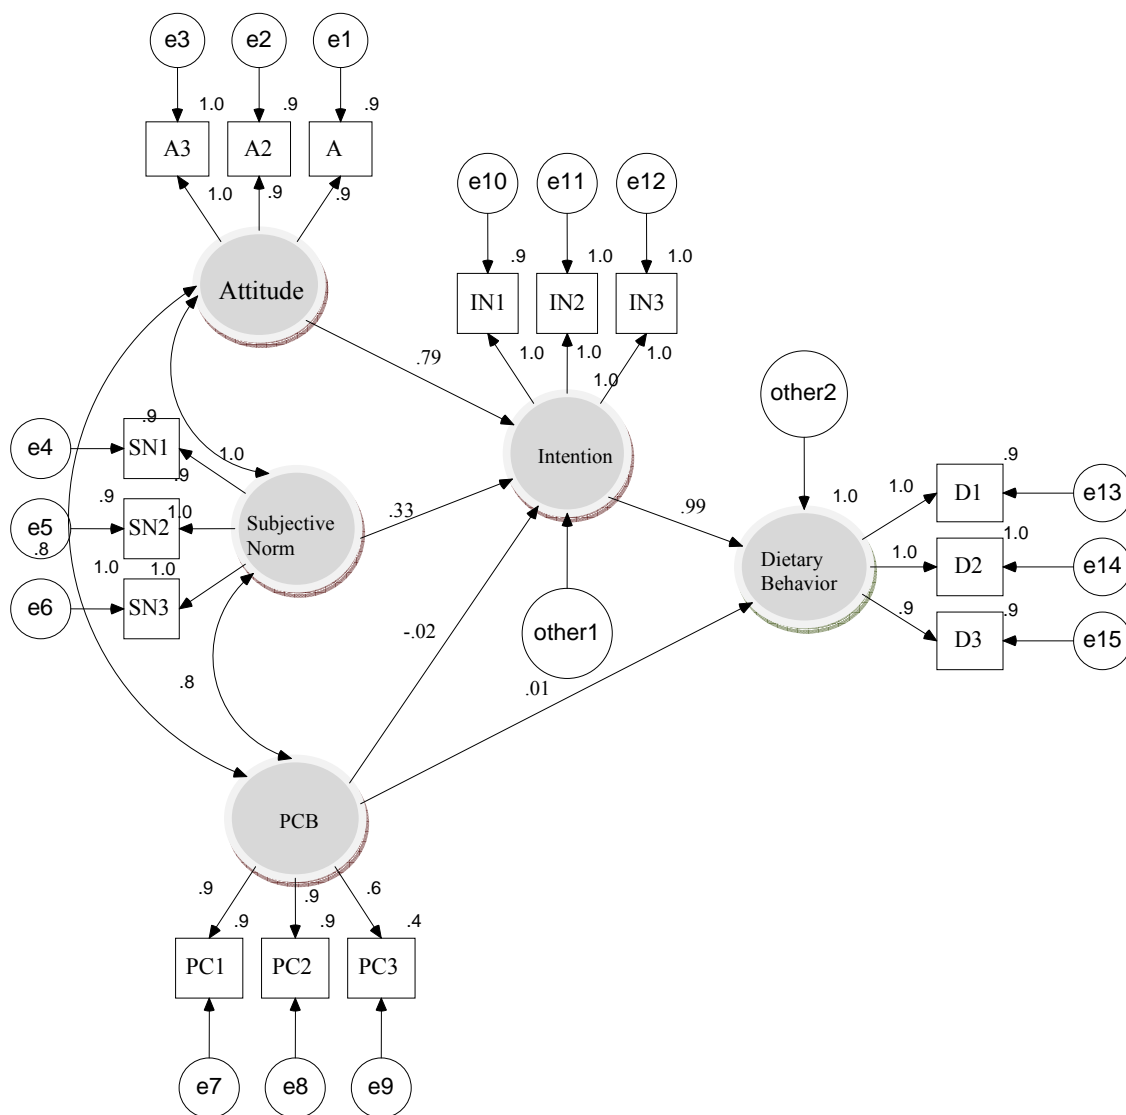 e3
e2
e1
1.0
.9
.9
A3
A2
A
1.0
.9
.9
Attitude
e10
e11
e12
.9
1.0
1.0
IN1
IN2
IN3
1.0
1.0
1.0
1.0
.79
Intention
other2
.9
e4
SN1
1.0
.9
.9
e5
SN2
1.0
.8
1.0
1.0
e6
SN3
Subjective
Norm
.33
.99
1.0
1.0
.9
D1
e13
Dietary
Behavior
1.0
1.0
D2
e14
.9
.9
D3
e15
other1
-.02
.01
.8
PCB
.9
.9
.6
.9
.9
.4
PC1
PC2
PC3
e7
e8
e9